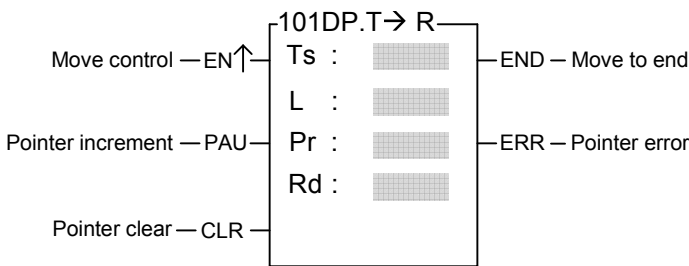 101DP.T→ R
Move control EN↑ Ts : END Move to end
L :
Pointer increment PAU Pr : ERR Pointer error
Rd :
Pointer clear CLR